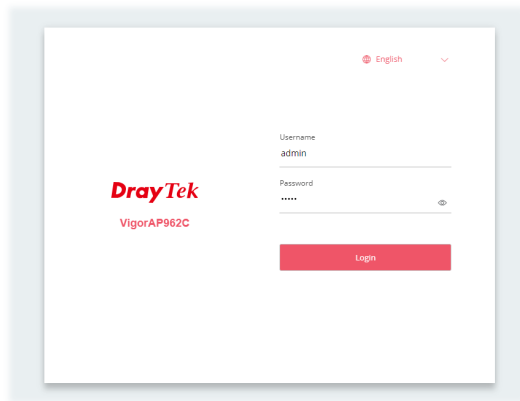 English
Username
admin
DrayTek
VigorAP962C
Password
•••••
Login